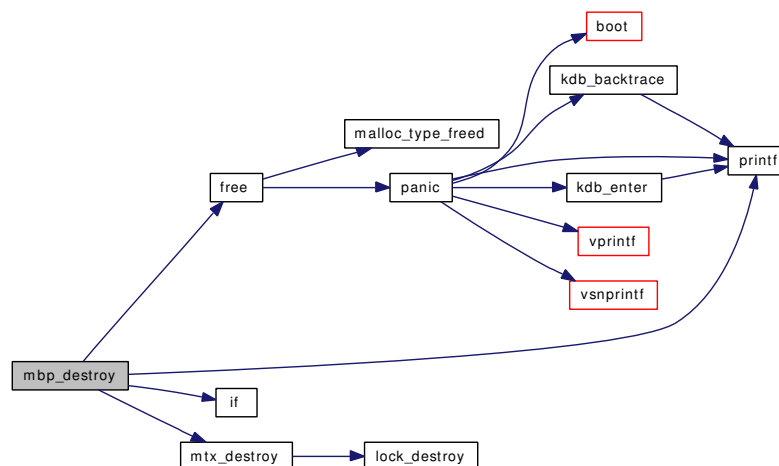 boot
kdb_backtrace
malloc_type_freed
printf
free
panic
kdb_enter
vprintf
vsnprintf
mbp_destroy
if
mtx_destroy
lock_destroy